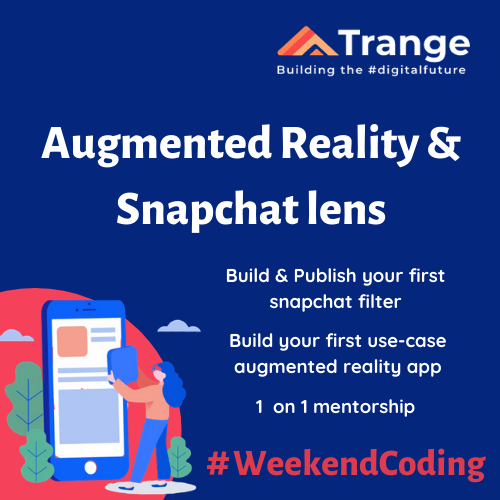 Trange
Building the #digitalfuture
Augmented Reality &
Snapchat lens
Build & Publish your first
snapchat filter
Build your first use-case
augmented reality app
1 on 1 mentorship
#WeekendCoding